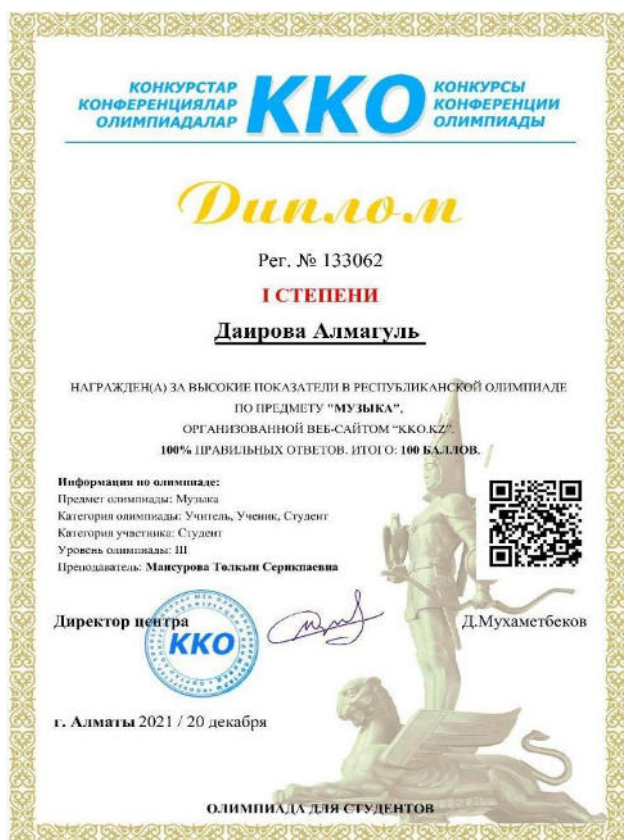 КОНКУРСТАР
КОНФЕРЕНЦИЯЛАР
ОЛИМПИАДАЛАР
ККО
КОНКУРСЫ
КОНФЕРЕНЦИИ
ОЛИМПИАДЫ
Диплом
Рег. № 133062
I СТЕПЕНИ
Даирова Алмагуль
НАГРАЖДЕН(А) ЗА ВЫСОКИЕ ПОКАЗАТЕЛИ В РЕСПУБЛИКАНСКОЙ ОЛИМПИАДЕ
ПО ПРЕДМЕТУ "МУЗЫКА",
ОРГАНИЗОВАННОЙ ВЕБ-САЙТОМ "KKO.KZ".
100% ПРАВИЛЬНЫХ ОТВЕТОВ. ИТОГО: 100 БАЛЛОВ.
Информация по олимпиаде:
Предмет олимпиады: Музыка
Категория олимпиады: Учитель, Ученик, Студент
Категория участника: Студент
Уровень олимпиады: III
Преподаватель: Мансурова Толкын Серикпаевна
Директор центра
ККО
Д.Мухаметбеков
г. Алматы 2021 / 20 декабря
ОЛИМПИАДА ДЛЯ СТУДЕНТОВ